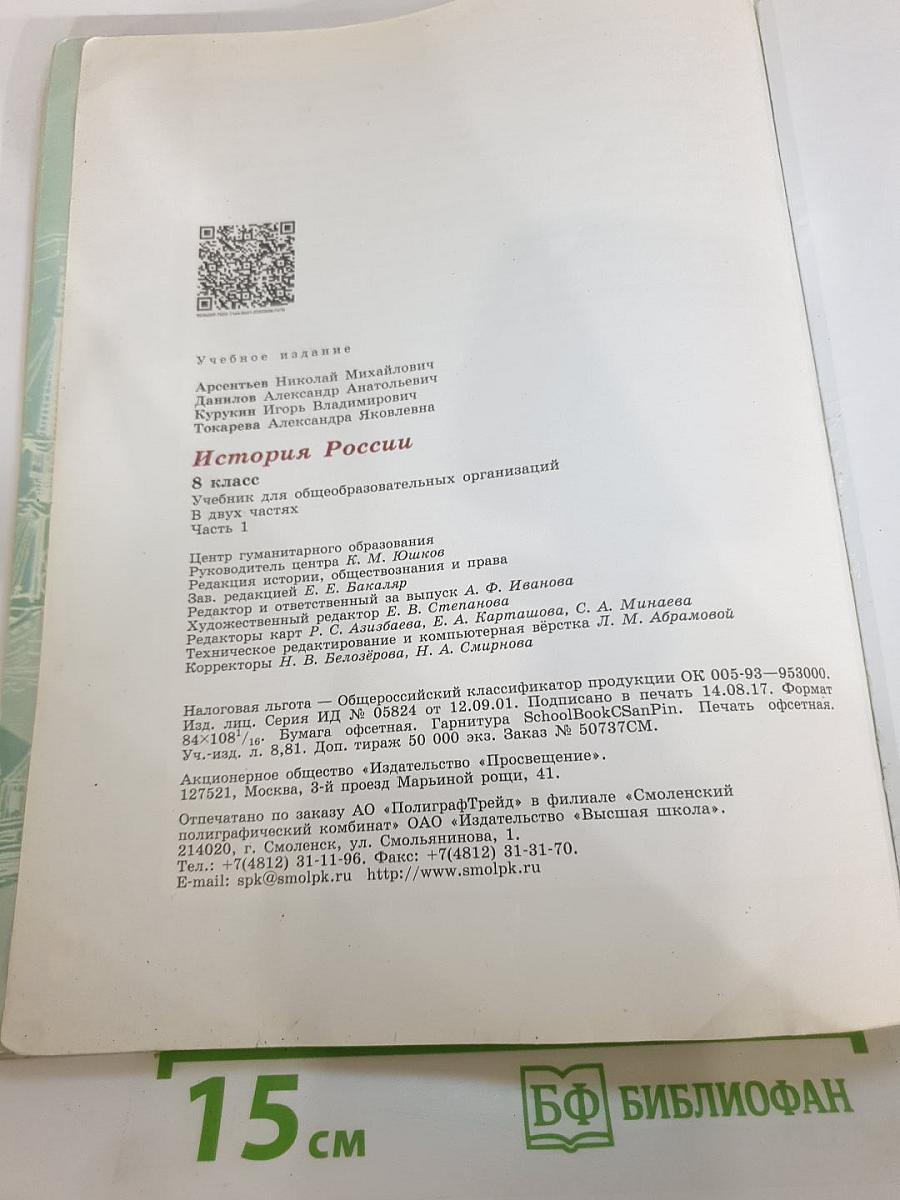 Учебное издание
Арсентьев Николай Михайлович
Данилов Александр Анатольевич
Курукин Игорь Владимирович
Токарева Александра Яковлевна
История России
8 класс
Учебник для общеобразовательных организаций
В двух частях
Часть 1
Центр гуманитарного образования
Руководитель центра К. М. Юшков
Редакция истории, обществознания и права
Зав. редакцией Е. Е. Бакаляр
Редактор и ответственный за выпуск А. Ф. Иванова
Художественный редактор Е. В. Степанова
Редакторы карт Р. С. Азизбаева, Е. А. Карташова, С. А. Минаева
Техническое редактирование и компьютерная вёрстка Л. М. Абрамовой
Корректоры Н. В. Белозёрова, Н. А. Смирнова
Налоговая льгота — Общероссийский классификатор продукции ОК 005-93—953000.
Изд. лиц. Серия ИД № 05824 от 12.09.01. Подписано в печать 14.08.17. Формат
84×108¹/₁₆. Бумага офсетная. Гарнитура SchoolBookCSanPin. Печать офсетная.
Уч.-изд. л. 8,81. Доп. тираж 50 000 экз. Заказ № 50737СМ.
Акционерное общество «Издательство «Просвещение».
127521, Москва, 3-й проезд Марьиной рощи, 41.
Отпечатано по заказу АО «ПолиграфТрейд» в филиале «Смоленский
полиграфический комбинат» ОАО «Издательство «Высшая школа».
214020, г. Смоленск, ул. Смольянинова, 1.
Тел.: +7(4812) 31-11-96. Факс: +7(4812) 31-31-70.
E-mail: spk@smolpk.ru http://www.smolpk.ru
15 см
БФ БИБЛИОФАН